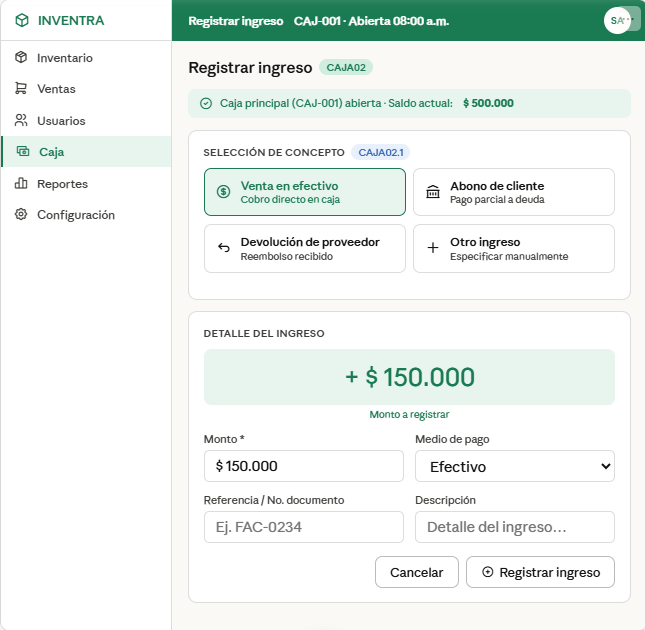 INVENTRA
Registrar ingreso CAJ-001 · Abierta 08:00 a.m.
Inventario
Ventas
Usuarios
Caja
Reportes
Configuración
Registrar ingreso CAJA02
Caja principal (CAJ-001) abierta · Saldo actual: $ 500.000
SELECCIÓN DE CONCEPTO CAJA02.1
Venta en efectivo
Cobro directo en caja
Abono de cliente
Pago parcial a deuda
Devolución de proveedor
Reembolso recibido
Otro ingreso
Especificar manualmente
DETALLE DEL INGRESO
+ $ 150.000
Monto a registrar
Monto *
Medio de pago
$ 150.000
Efectivo
Referencia / No. documento
Descripción
Ej. FAC-0234
Detalle del ingreso...
Cancelar
Registrar ingreso